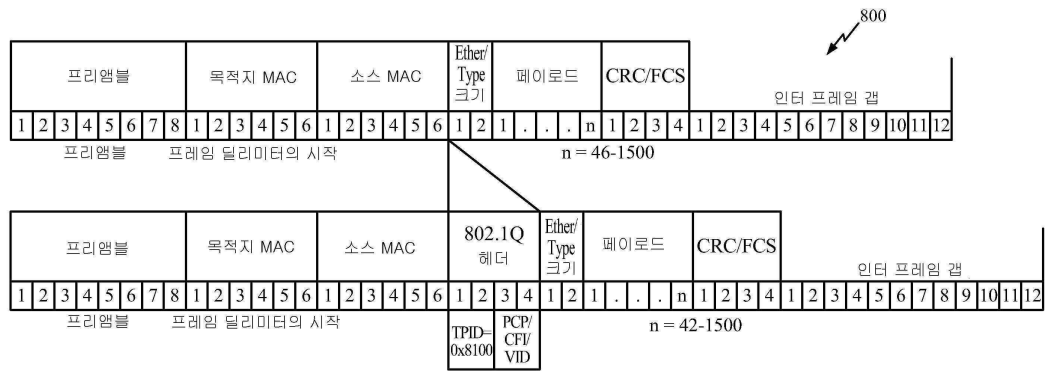 800
프리앰블 목적지 MAC 소스 MAC Ether/ Type 크기 페이로드 CRC/FCS 인터 프레임 갭
1 2 3 4 5 6 7 8 1 2 3 4 5 6 1 2 3 4 5 6 1 2 1 . . . n 1 2 3 4 1 2 3 4 5 6 7 8 9 10 11 12
프리앰블 프레임 딜리미터의 시작 n = 46-1500
프리앰블 목적지 MAC 소스 MAC 802.1Q 헤더 Ether/ Type 크기 페이로드 CRC/FCS 인터 프레임 갭
1 2 3 4 5 6 7 8 1 2 3 4 5 6 1 2 3 4 5 6 1 2 3 4 1 2 1 . . . n 1 2 3 4 1 2 3 4 5 6 7 8 9 10 11 12
프리앰블 프레임 딜리미터의 시작 n = 42-1500
TPID= 0x8100 PCP/ CFI/ VID